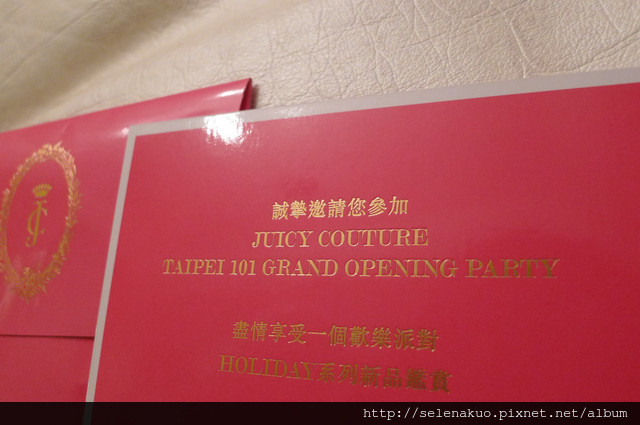 JC
誠摯邀請您參加
JUICY COUTURE
TAIPEI 101 GRAND OPENING PARTY
盡情享受一個歡樂派對
HOLIDAY系列新品鑑賞
http://selenakuo.pixnet.net/album